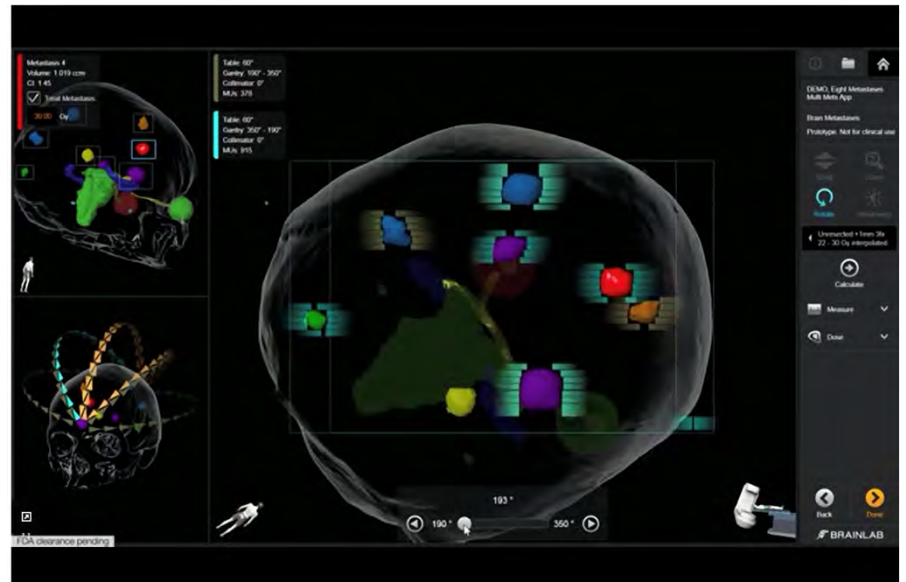 Metastasis 4
Volume: 1.019 ccm
CI: 1.45
Treat Metastases
30.00 Gy
Table: 60°
Gantry: 190° - 350°
Collimator: 0°
MUs: 378
Table: 60°
Gantry: 350° - 190°
Collimator: 0°
MUs: 915
DEMO, Eight Metastases
Multi Mets App
Brain Metastases
Prototype: Not for clinical use
Rotate
Unresected +1mm 3fx
22 - 30 Gy interpolated
Calculate
Measure
Dose
193 °
190 °
350 °
Back
Done
BRAINLAB
FDA clearance pending